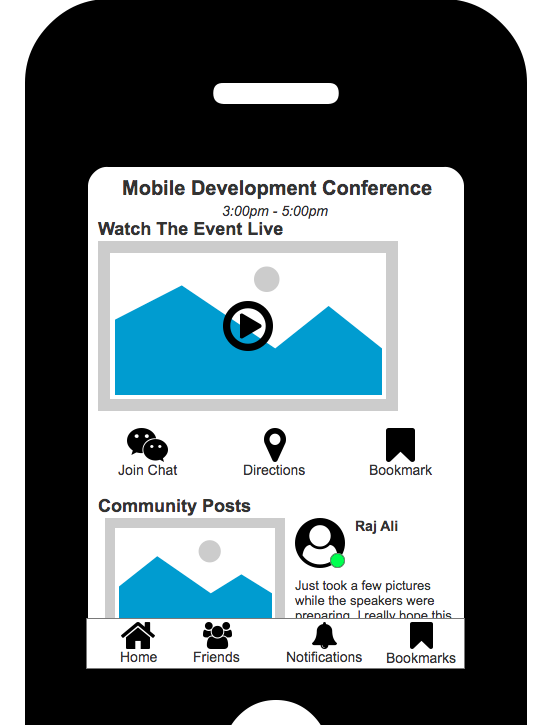 Mobile Development Conference
3:00pm - 5:00pm
Watch The Event Live
Join Chat
Directions
Bookmark
Community Posts
Raj Ali
Just took a few pictures
while the speakers were
preparing. I really hope this
Home
Friends
Notifications
Bookmarks